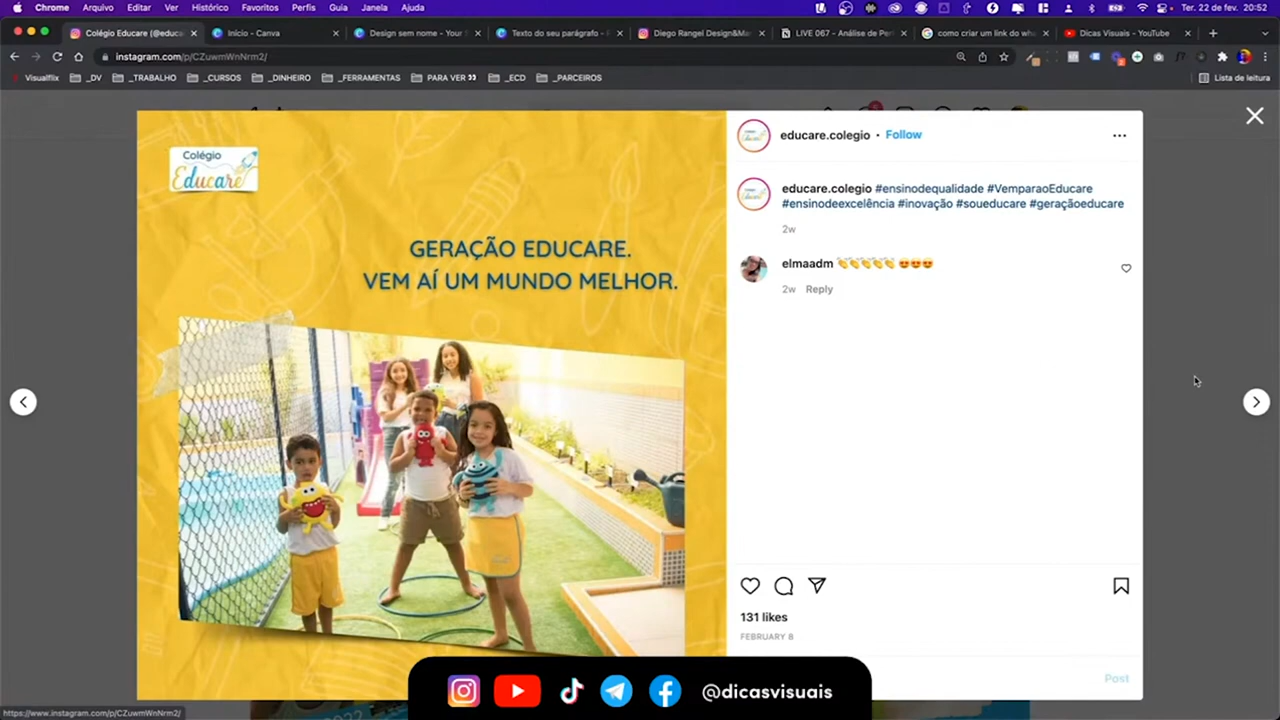 Chrome Arquivo Editar Ver Histórico Favoritos Perfis Guia Janela Ajuda
Ter. 22 de fev. 20:52
Colégio Educare (@educa
Início - Canva
Design sem nome - Your S
Texto do seu parágrafo - P
Diego Rangel Design&Ma
LIVE 067 - Análise de Per
como criar um link do wha
Dicas Visuais - YouTube
instagram.com/p/CZuwmWnNrm2/
Visualflix _DV _TRABALHO _CURSOS _DINHEIRO _FERRAMENTAS PARA VER _ECD _PARCEIROS
Lista de leitura
Colégio
Educare
GERAÇÃO EDUCARE.
VEM AÍ UM MUNDO MELHOR.
educare.colegio • Follow
educare.colegio #ensinodequalidade #VemparaoEducare
#ensinodeexcelência #inovação #soueducare #geraçãoeducare
2w
elmaadm 👏👏👏👏👏 😍😍😍
2w Reply
131 likes
FEBRUARY 8
Post
@dicasvisuais
https://www.instagram.com/p/CZuwmWnNrm2/